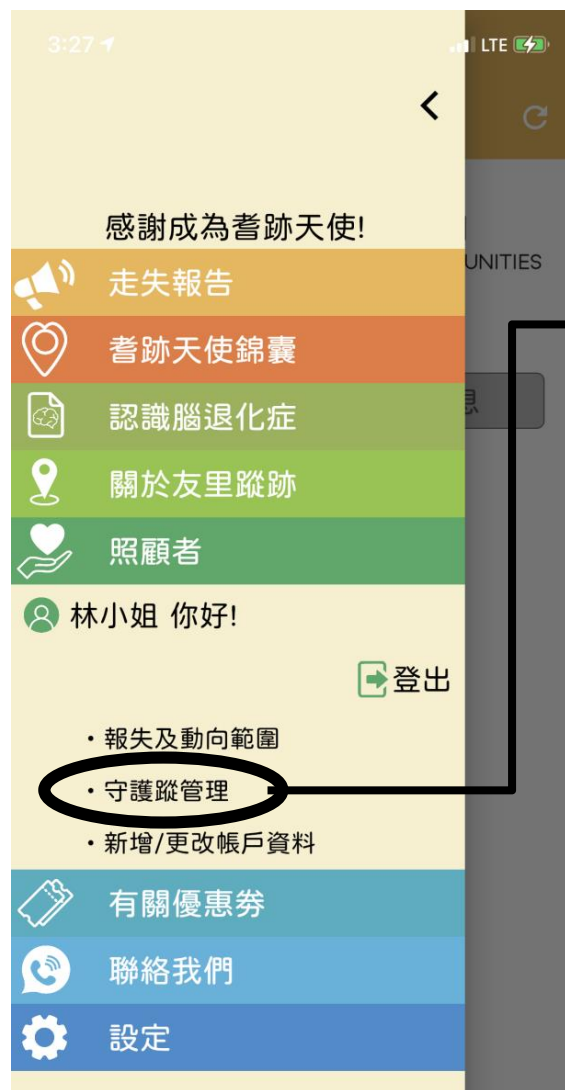 3:27
LTE
感謝成為耆跡天使!
UNITIES
走失報告
耆跡天使錦囊
息
認識腦退化症
關於友里蹤跡
照顧者
林小姐 你好!
登出
・報失及動向範圍
・守護蹤管理
・新增/更改帳戶資料
有關優惠券
聯絡我們
設定